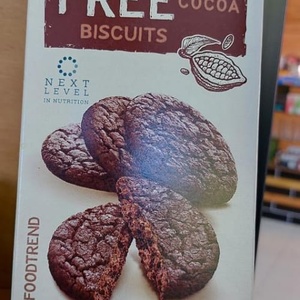 FREE
COCOA
BISCUITS
NEXT
LEVEL
IN NUTRITION
FOODTREND